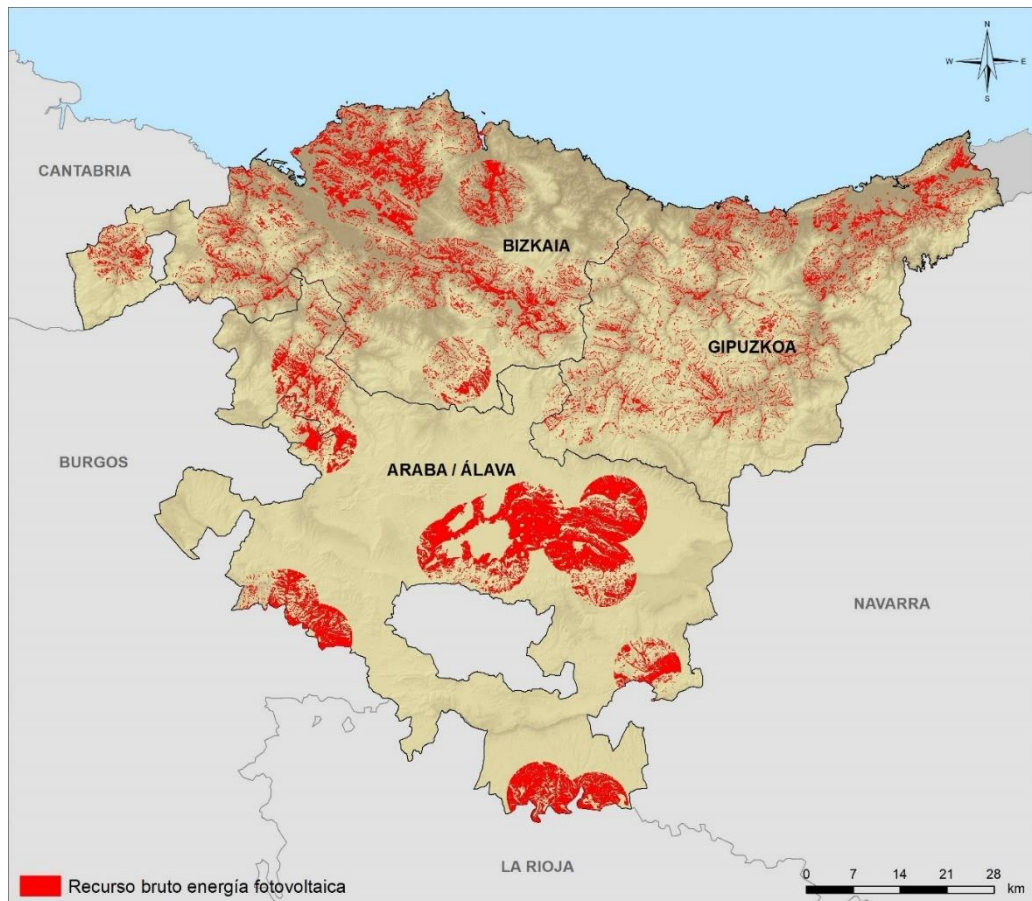 N
W E
S
CANTABRIA
BIZKAIA
GIPUZKOA
BURGOS
ARABA / ÁLAVA
NAVARRA
LA RIOJA
Recurso bruto energía fotovoltaica
0 7 14 21 28
km